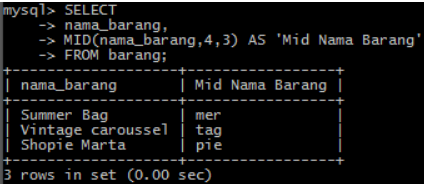 mysql> SELECT
-> nama_barang,
-> MID(nama_barang,4,3) AS 'Mid Nama Barang'
-> FROM barang;
+--------------------+-----------------+
| nama_barang | Mid Nama Barang |
+--------------------+-----------------+
| Summer Bag | mer |
| Vintage caroussel | tag |
| Shopie Marta | pie |
+--------------------+-----------------+
3 rows in set (0.00 sec)